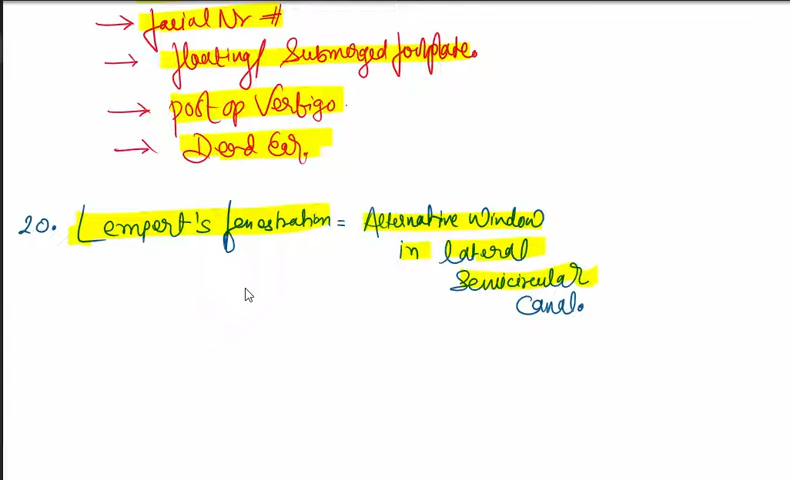 → facial Nr #
→ floating/ Submerged footplate.
→ post op Vertigo
→ Dead Ear.
20. Lempert's fenestration = Alternative Window
in lateral
Semicircular
Canal.